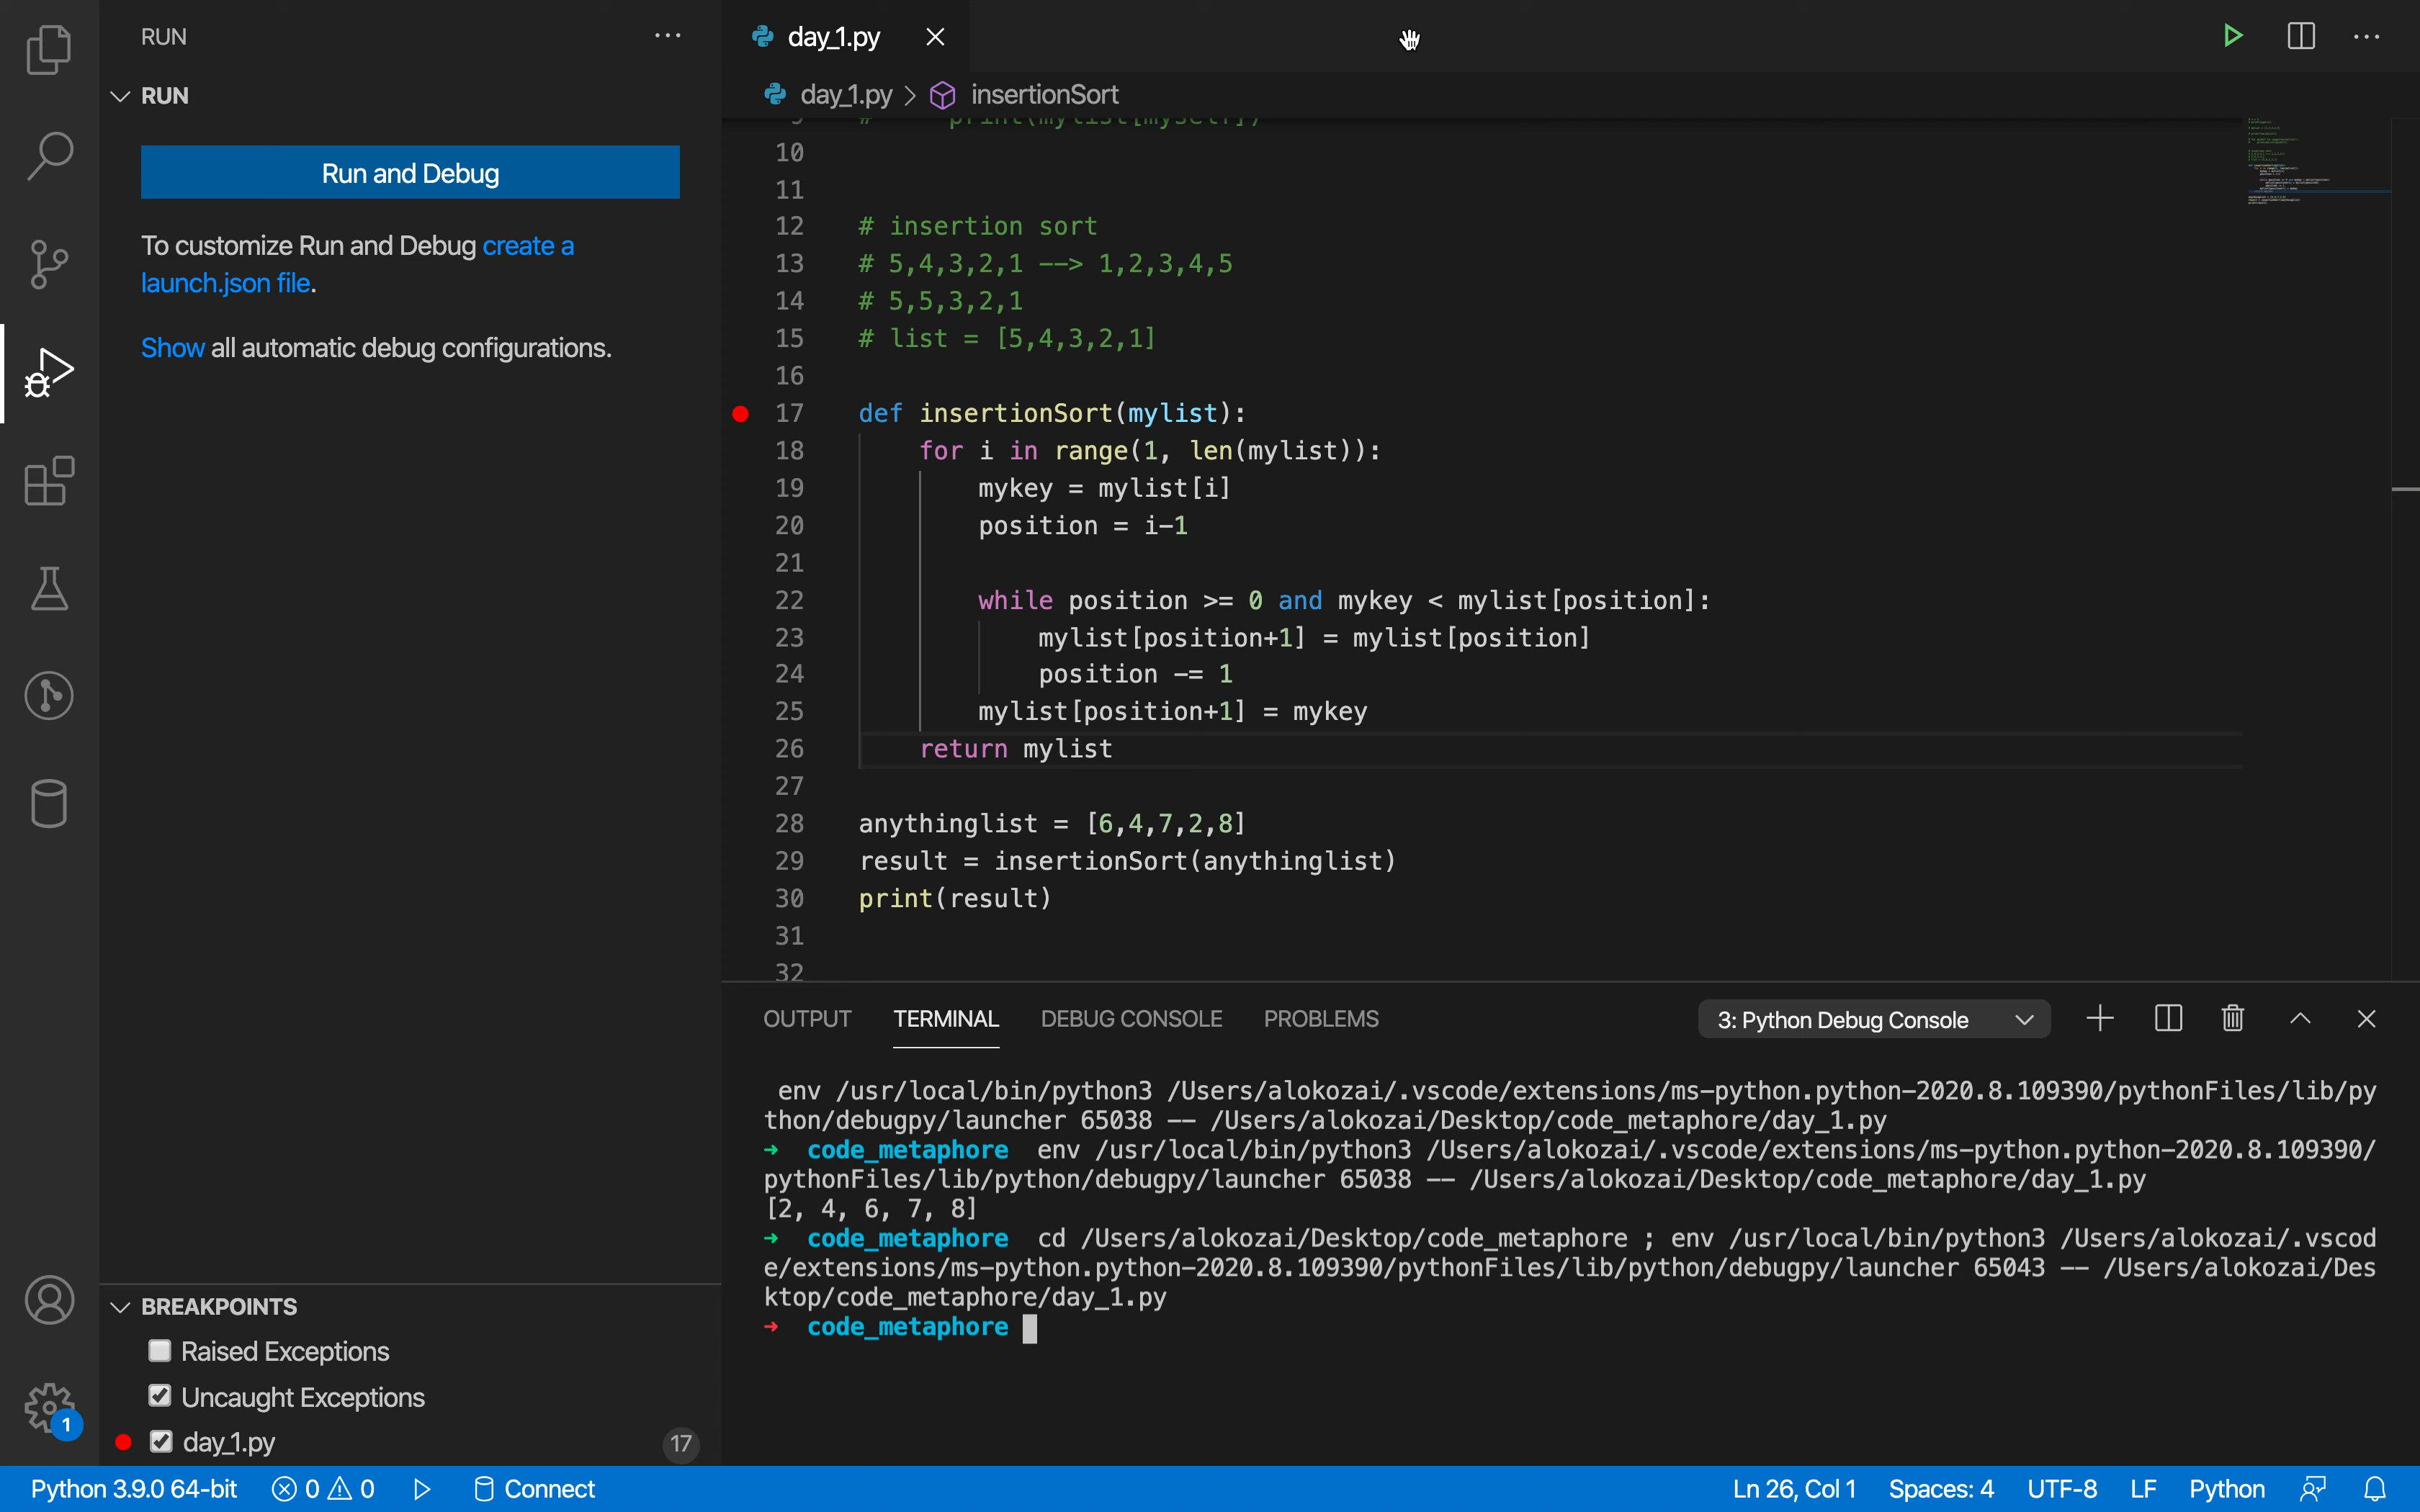 RUN
RUN
Run and Debug
To customize Run and Debug create a
launch.json file.
Show all automatic debug configurations.
BREAKPOINTS
Raised Exceptions
Uncaught Exceptions
day_1.py 17
1
day_1.py
day_1.py > insertionSort
9 # print(mylist[myself])
10
11
12 # insertion sort
13 # 5,4,3,2,1 --> 1,2,3,4,5
14 # 5,5,3,2,1
15 # list = [5,4,3,2,1]
16
17 def insertionSort(mylist):
18 for i in range(1, len(mylist)):
19 mykey = mylist[i]
20 position = i-1
21
22 while position >= 0 and mykey < mylist[position]:
23 mylist[position+1] = mylist[position]
24 position -= 1
25 mylist[position+1] = mykey
26 return mylist
27
28 anythinglist = [6,4,7,2,8]
29 result = insertionSort(anythinglist)
30 print(result)
31
32
OUTPUT TERMINAL DEBUG CONSOLE PROBLEMS 3: Python Debug Console
env /usr/local/bin/python3 /Users/alokozai/.vscode/extensions/ms-python.python-2020.8.109390/pythonFiles/lib/py
thon/debugpy/launcher 65038 -- /Users/alokozai/Desktop/code_metaphore/day_1.py
→ code_metaphore env /usr/local/bin/python3 /Users/alokozai/.vscode/extensions/ms-python.python-2020.8.109390/
pythonFiles/lib/python/debugpy/launcher 65038 -- /Users/alokozai/Desktop/code_metaphore/day_1.py
[2, 4, 6, 7, 8]
→ code_metaphore cd /Users/alokozai/Desktop/code_metaphore ; env /usr/local/bin/python3 /Users/alokozai/.vscod
e/extensions/ms-python.python-2020.8.109390/pythonFiles/lib/python/debugpy/launcher 65043 -- /Users/alokozai/Des
ktop/code_metaphore/day_1.py
→ code_metaphore
Python 3.9.0 64-bit 0 0 Connect Ln 26, Col 1 Spaces: 4 UTF-8 LF Python